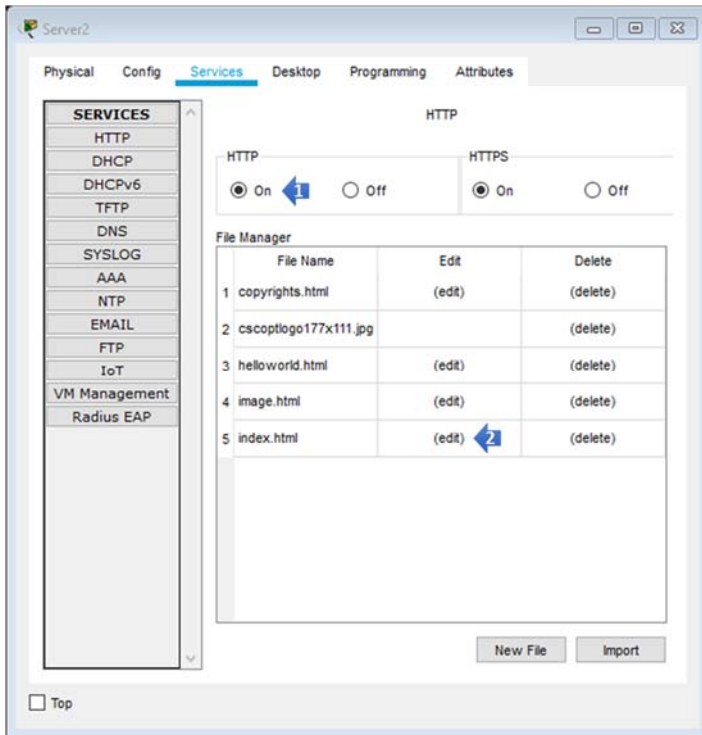 Server2
Physical Config Services Desktop Programming Attributes
SERVICES
HTTP
DHCP
DHCPv6
TFTP
DNS
SYSLOG
AAA
NTP
EMAIL
FTP
IoT
VM Management
Radius EAP
HTTP
HTTP
On 1 Off
HTTPS
On Off
File Manager
File Name Edit Delete
1 copyrights.html (edit) (delete)
2 cscoptlogo177x111.jpg (delete)
3 helloworld.html (edit) (delete)
4 image.html (edit) (delete)
5 index.html (edit) 2 (delete)
New File Import
Top